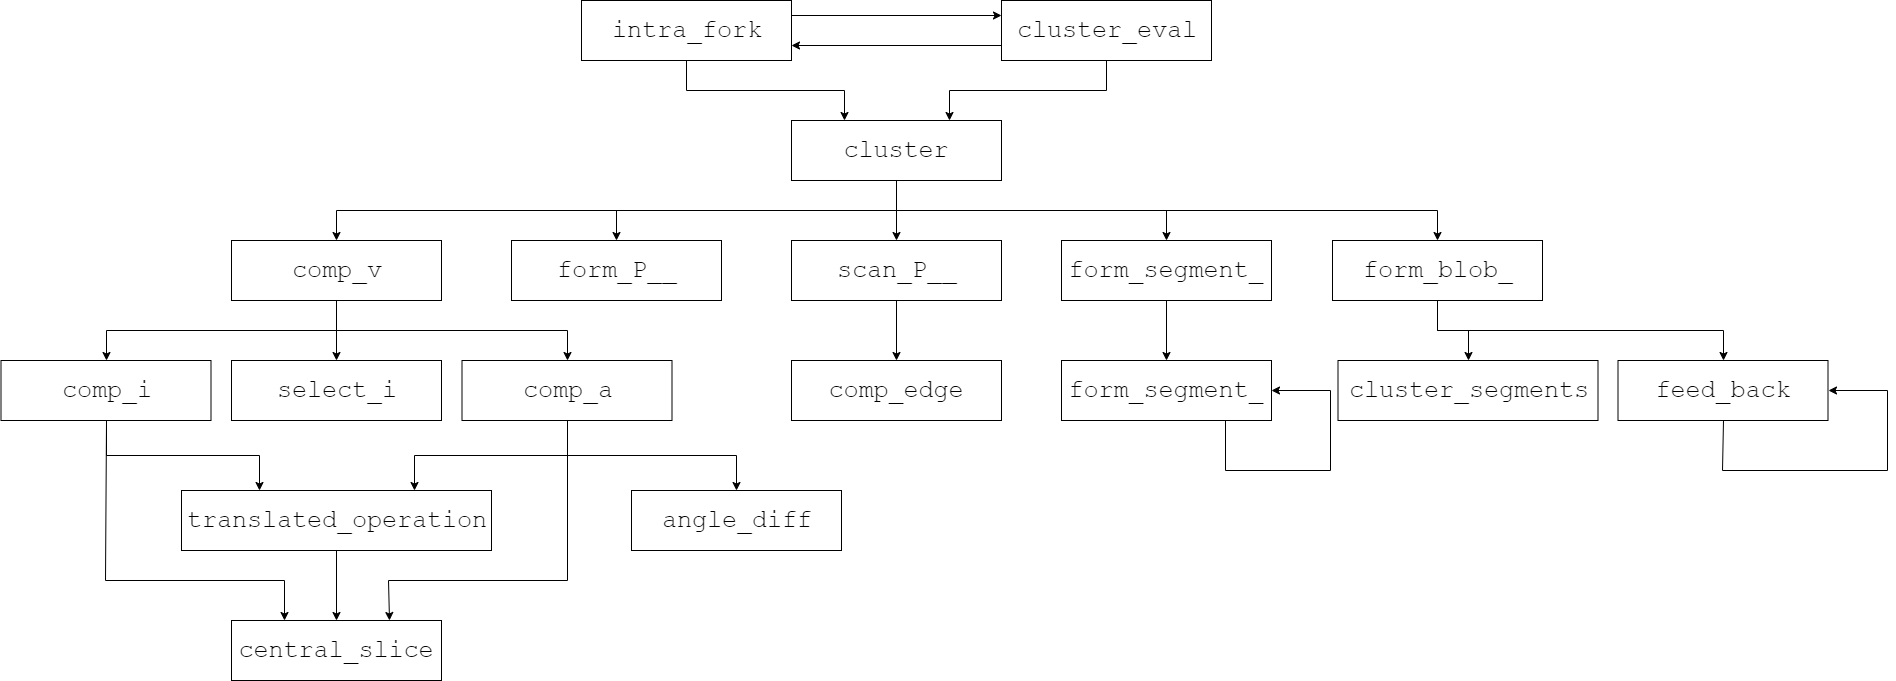 intra_fork
cluster_eval
cluster
comp_v
form_P__
scan_P__
form_segment_
form_blob_
comp_i
select_i
comp_a
comp_edge
form_segment_
cluster_segments
feed_back
translated_operation
angle_diff
central_slice